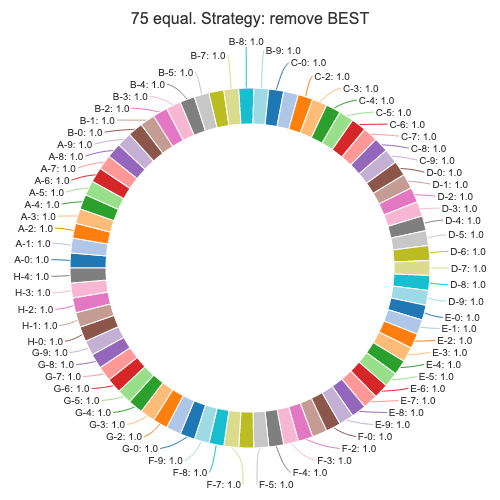 75 equal. Strategy: remove BEST
B-8: 1.0
B-9: 1.0
C-0: 1.0
C-2: 1.0
C-3: 1.0
C-4: 1.0
C-5: 1.0
C-6: 1.0
C-7: 1.0
C-8: 1.0
C-9: 1.0
D-0: 1.0
D-1: 1.0
D-2: 1.0
D-3: 1.0
D-4: 1.0
D-5: 1.0
D-6: 1.0
D-7: 1.0
D-8: 1.0
D-9: 1.0
E-0: 1.0
E-1: 1.0
E-2: 1.0
E-3: 1.0
E-4: 1.0
E-5: 1.0
E-6: 1.0
E-7: 1.0
E-8: 1.0
E-9: 1.0
F-0: 1.0
F-2: 1.0
F-3: 1.0
F-4: 1.0
F-5: 1.0
F-7: 1.0
F-8: 1.0
F-9: 1.0
G-0: 1.0
G-2: 1.0
G-3: 1.0
G-4: 1.0
G-5: 1.0
G-6: 1.0
G-7: 1.0
G-8: 1.0
G-9: 1.0
H-0: 1.0
H-1: 1.0
H-2: 1.0
H-3: 1.0
H-4: 1.0
A-0: 1.0
A-1: 1.0
A-2: 1.0
A-3: 1.0
A-4: 1.0
A-5: 1.0
A-6: 1.0
A-7: 1.0
A-8: 1.0
A-9: 1.0
B-0: 1.0
B-1: 1.0
B-2: 1.0
B-3: 1.0
B-4: 1.0
B-5: 1.0
B-7: 1.0